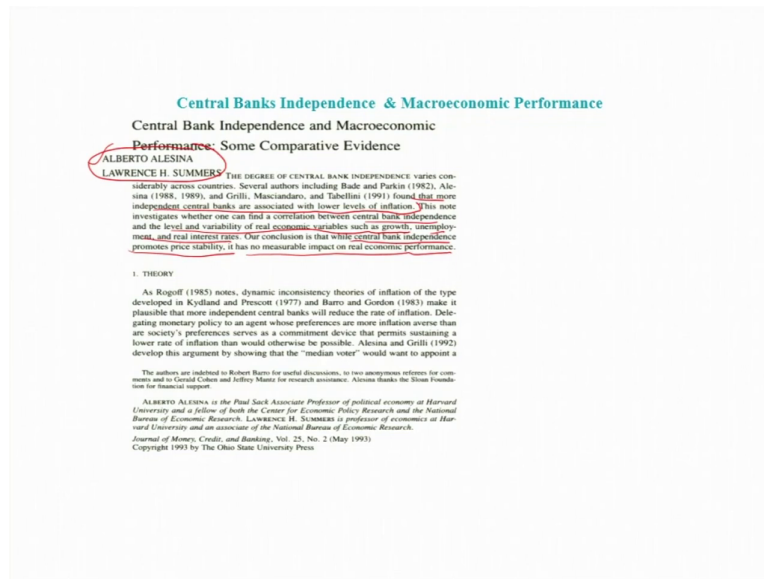 Central Banks Independence & Macroeconomic Performance
Central Bank Independence and Macroeconomic
Performance: Some Comparative Evidence
ALBERTO ALESINA
LAWRENCE H. SUMMERS
THE DEGREE OF CENTRAL BANK INDEPENDENCE varies con-
siderably across countries. Several authors including Bade and Parkin (1982), Ale-
sina (1988, 1989), and Grilli, Masciandaro, and Tabellini (1991) found that more
independent central banks are associated with lower levels of inflation. This note
investigates whether one can find a correlation between central bank independence
and the level and variability of real economic variables such as growth, unemploy-
ment, and real interest rates. Our conclusion is that while central bank independence
promotes price stability, it has no measurable impact on real economic performance.
1. THEORY
As Rogoff (1985) notes, dynamic inconsistency theories of inflation of the type
developed in Kydland and Prescott (1977) and Barro and Gordon (1983) make it
plausible that more independent central banks will reduce the rate of inflation. Dele-
gating monetary policy to an agent whose preferences are more inflation averse than
are society's preferences serves as a commitment device that permits sustaining a
lower rate of inflation than would otherwise be possible. Alesina and Grilli (1992)
develop this argument by showing that the "median voter" would want to appoint a
The authors are indebted to Robert Barro for useful discussions, to two anonymous referees for com-
ments and to Gerald Cohen and Jeffrey Mantz for research assistance. Alesina thanks the Sloan Founda-
tion for financial support.
ALBERTO ALESINA is the Paul Sack Associate Professor of political economy at Harvard
University and a fellow of both the Center for Economic Policy Research and the National
Bureau of Economic Research. LAWRENCE H. SUMMERS is professor of economics at Har-
vard University and an associate of the National Bureau of Economic Research.
Journal of Money, Credit, and Banking, Vol. 25, No. 2 (May 1993)
Copyright 1993 by The Ohio State University Press